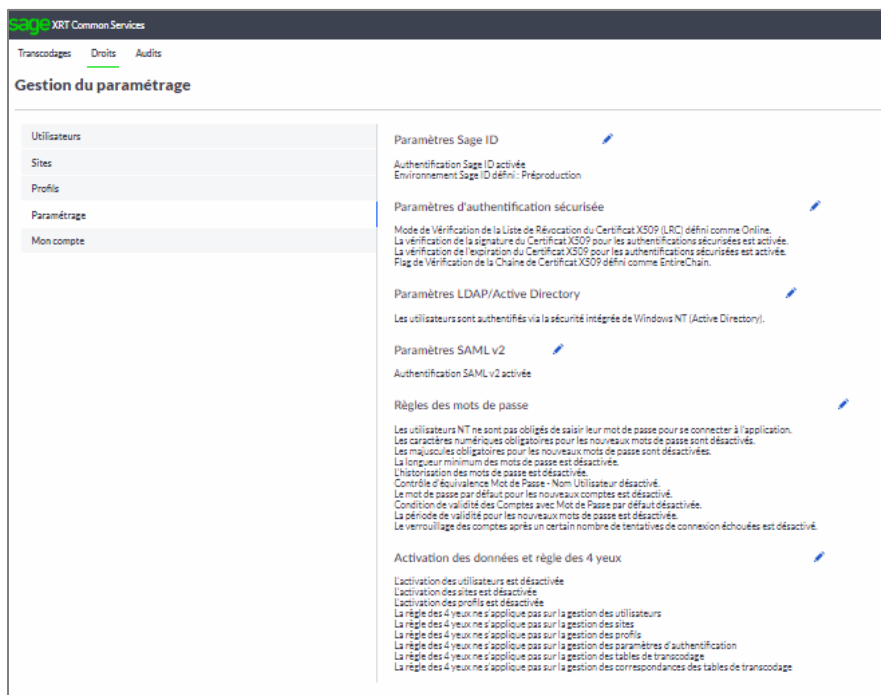 sage XRT Common Services
Transcodages Droits Audits
Gestion du paramétrage
Utilisateurs
Sites
Profils
Paramétrage
Mon compte
Paramètres Sage ID
Authentification Sage ID activée
Environnement Sage ID défini : Préproduction
Paramètres d'authentification sécurisée
Mode de Vérification de la Liste de Révocation du Certificat X509 (LRC) défini comme Online.
La vérification de la signature du Certificat X509 pour les authentifications sécurisées est activée.
La vérification de l'expiration du Certificat X509 pour les authentifications sécurisées est activée.
Flag de Vérification de la Chaine de Certificat X509 défini comme EntireChain.
Paramètres LDAP/Active Directory
Les utilisateurs sont authentifiés via la sécurité intégrée de Windows NT (Active Directory).
Paramètres SAML v2
Authentification SAML v2 activée
Règles des mots de passe
Les utilisateurs NT ne sont pas obligés de saisir leur mot de passe pour se connecter à l'application.
Les caractères numériques obligatoires pour les nouveaux mots de passe sont désactivés.
Les majuscules obligatoires pour les nouveaux mots de passe sont désactivées.
La longueur minimum des mots de passe est désactivée.
L'historisation des mots de passe est désactivée.
Contrôle d'équivalence Mot de Passe - Nom Utilisateur désactivé.
Le mot de passe par défaut pour les nouveaux comptes est désactivé.
Condition de validité des Comptes avec Mot de Passe par défaut désactivée.
La période de validité pour les nouveaux mots de passe est désactivée.
Le verrouillage des comptes après un certain nombre de tentatives de connexion échouées est désactivé.
Activation des données et règle des 4 yeux
L'activation des utilisateurs est désactivée
L'activation des sites est désactivée
L'activation des profils est désactivée
La règle des 4 yeux ne s'applique pas sur la gestion des utilisateurs
La règle des 4 yeux ne s'applique pas sur la gestion des sites
La règle des 4 yeux ne s'applique pas sur la gestion des profils
La règle des 4 yeux ne s'applique pas sur la gestion des paramètres d'authentification
La règle des 4 yeux ne s'applique pas sur la gestion des tables de transcodage
La règle des 4 yeux ne s'applique pas sur la gestion des correspondances des tables de transcodage